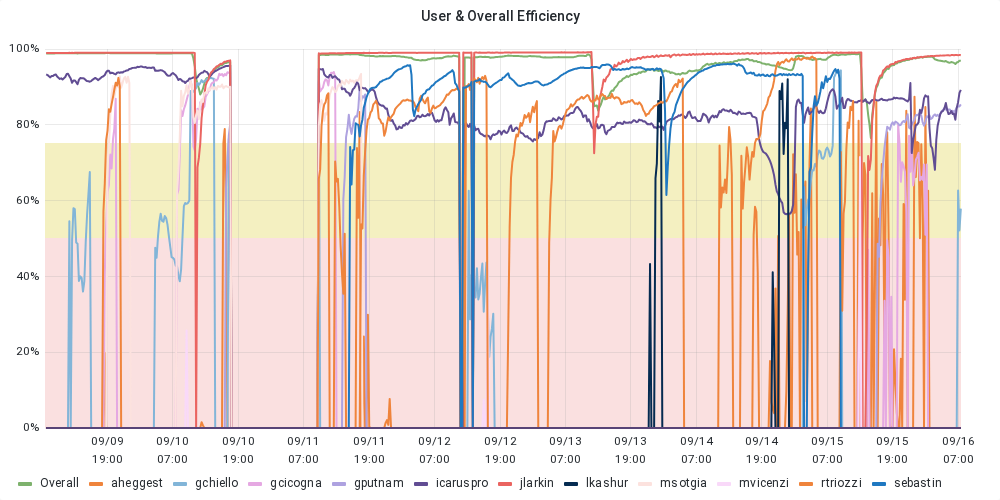 User & Overall Efficiency
100%
80%
60%
40%
20%
0%
09/09 09/10 09/10 09/11 09/11 09/12 09/12 09/13 09/13 09/14 09/14 09/15 09/15 09/16
19:00 07:00 19:00 07:00 19:00 07:00 19:00 07:00 19:00 07:00 19:00 07:00 19:00 07:00
Overall aheggest gchiello gcicogna gputnam icaruspro jlarkin lkashur msotgia mvicenzi rtriozzi sebastin